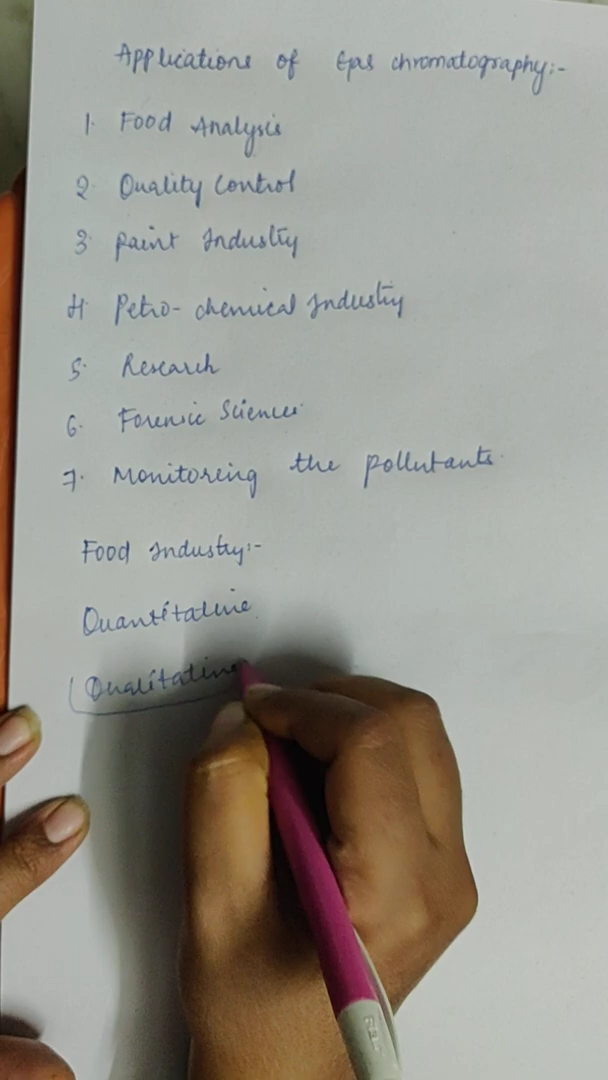 Applications of Gas chromatography:-
1. Food Analysis
2. Quality Control
3. Paint Industry
4. Petro-chemical Industry
5. Research
6. Forensic Sciences.
7. Monitoring the pollutants.
Food Industry:-
Quantitative
Qualitative